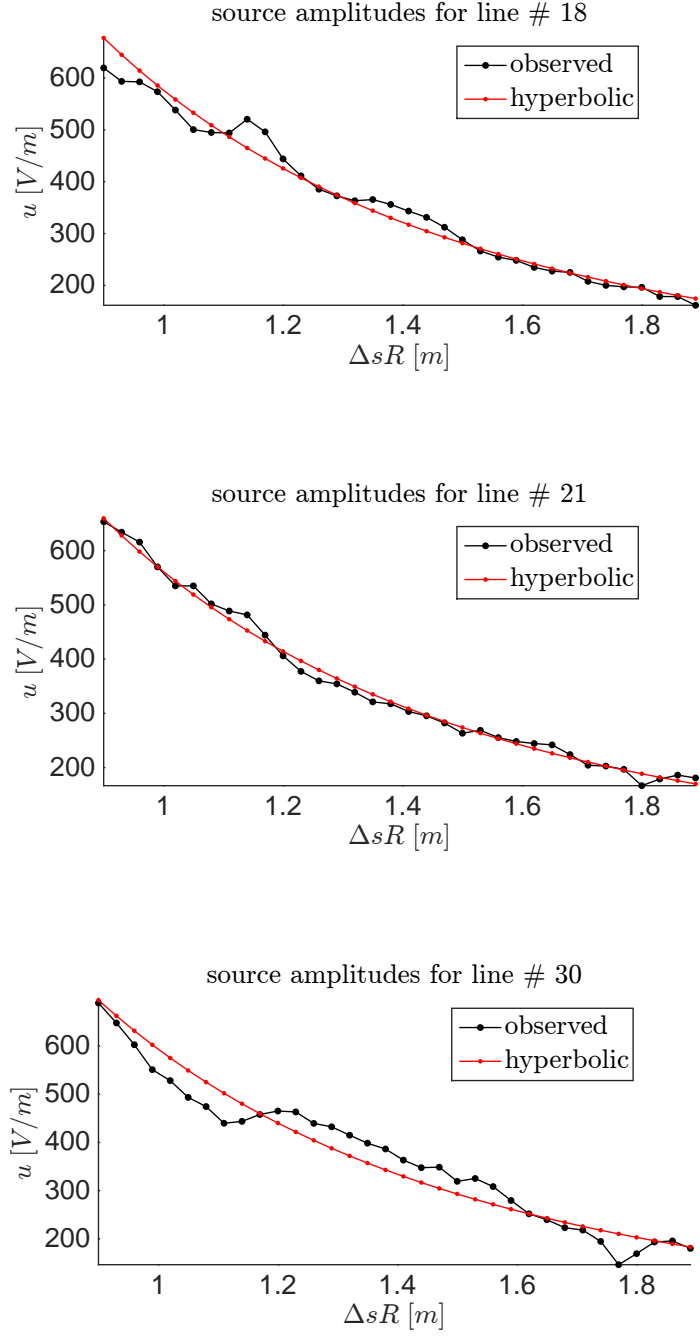 source amplitudes for line # 18
observed
hyperbolic
600
500
400
300
200
u [V/m]
1 1.2 1.4 1.6 1.8
ΔsR [m]
source amplitudes for line # 21
observed
hyperbolic
600
500
400
300
200
u [V/m]
1 1.2 1.4 1.6 1.8
ΔsR [m]
source amplitudes for line # 30
observed
hyperbolic
600
500
400
300
200
u [V/m]
1 1.2 1.4 1.6 1.8
ΔsR [m]